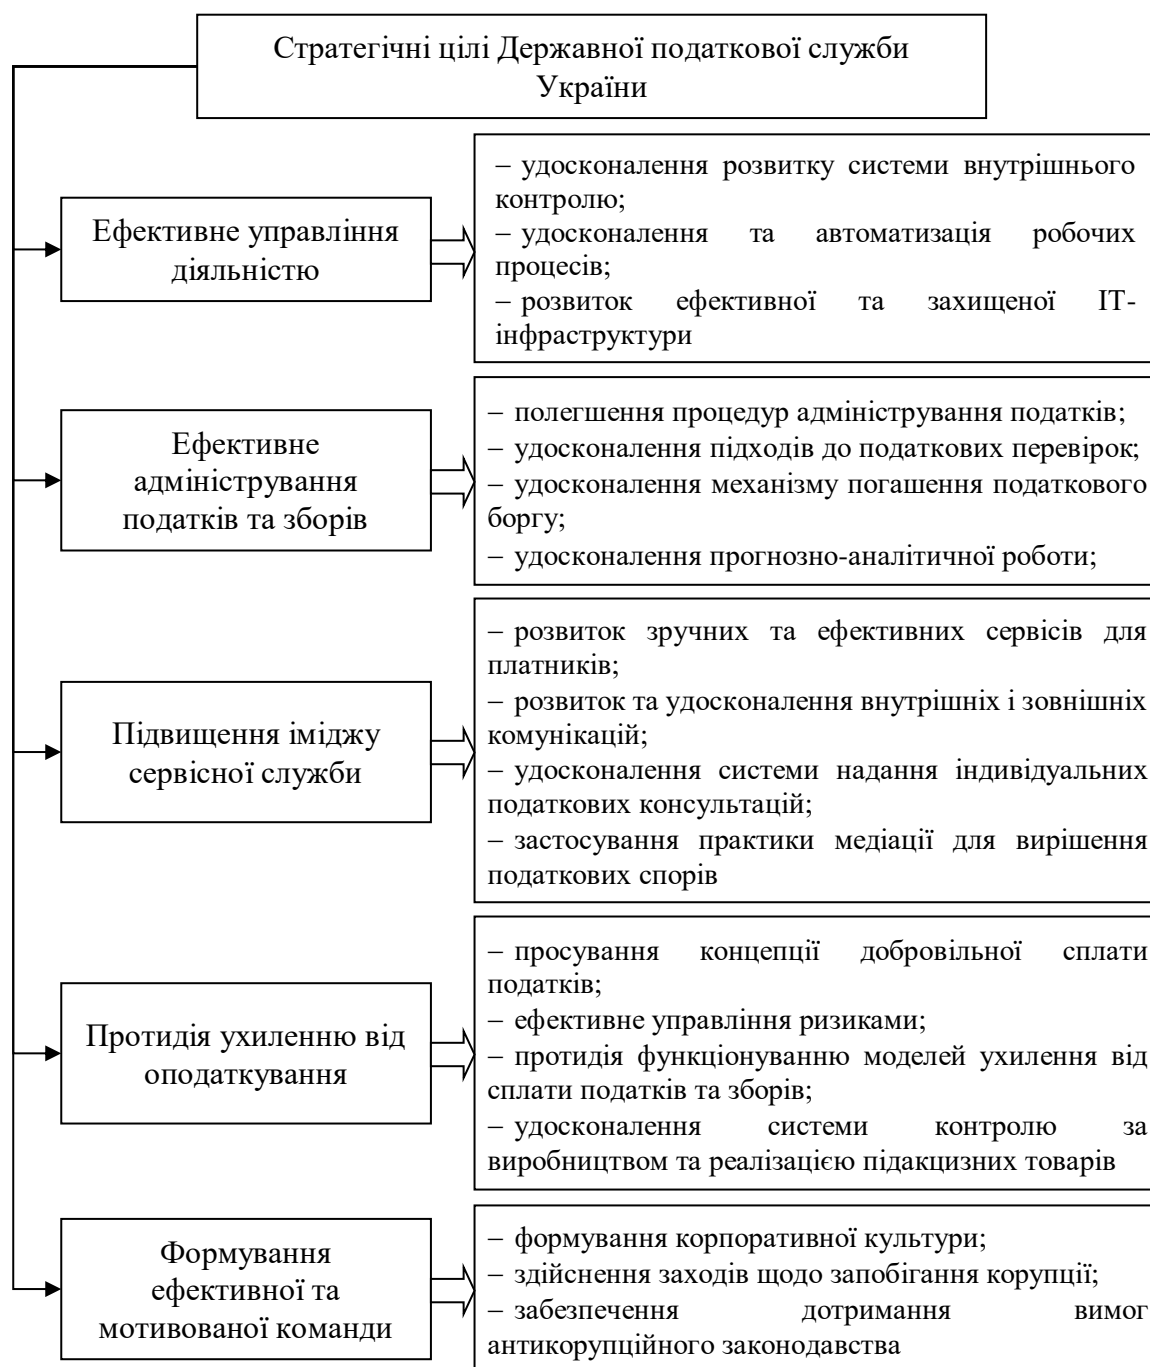 Стратегічні цілі Державної податкової служби
України
Ефективне управління
діяльністю
– удосконалення розвитку системи внутрішнього
контролю;
– удосконалення та автоматизація робочих
процесів;
– розвиток ефективної та захищеної ІТ-
інфраструктури
Ефективне
адміністрування
податків та зборів
– полегшення процедур адміністрування податків;
– удосконалення підходів до податкових перевірок;
– удосконалення механізму погашення податкового
боргу;
– удосконалення прогнозно-аналітичної роботи;
Підвищення іміджу
сервісної служби
– розвиток зручних та ефективних сервісів для
платників;
– розвиток та удосконалення внутрішніх і зовнішніх
комунікацій;
– удосконалення системи надання індивідуальних
податкових консультацій;
– застосування практики медіації для вирішення
податкових спорів
Протидія ухиленню від
оподаткування
– просування концепції добровільної сплати
податків;
– ефективне управління ризиками;
– протидія функціонуванню моделей ухилення від
сплати податків та зборів;
– удосконалення системи контролю за
виробництвом та реалізацією підакцизних товарів
Формування
ефективної та
мотивованої команди
– формування корпоративної культури;
– здійснення заходів щодо запобігання корупції;
– забезпечення дотримання вимог
антикорупційного законодавства